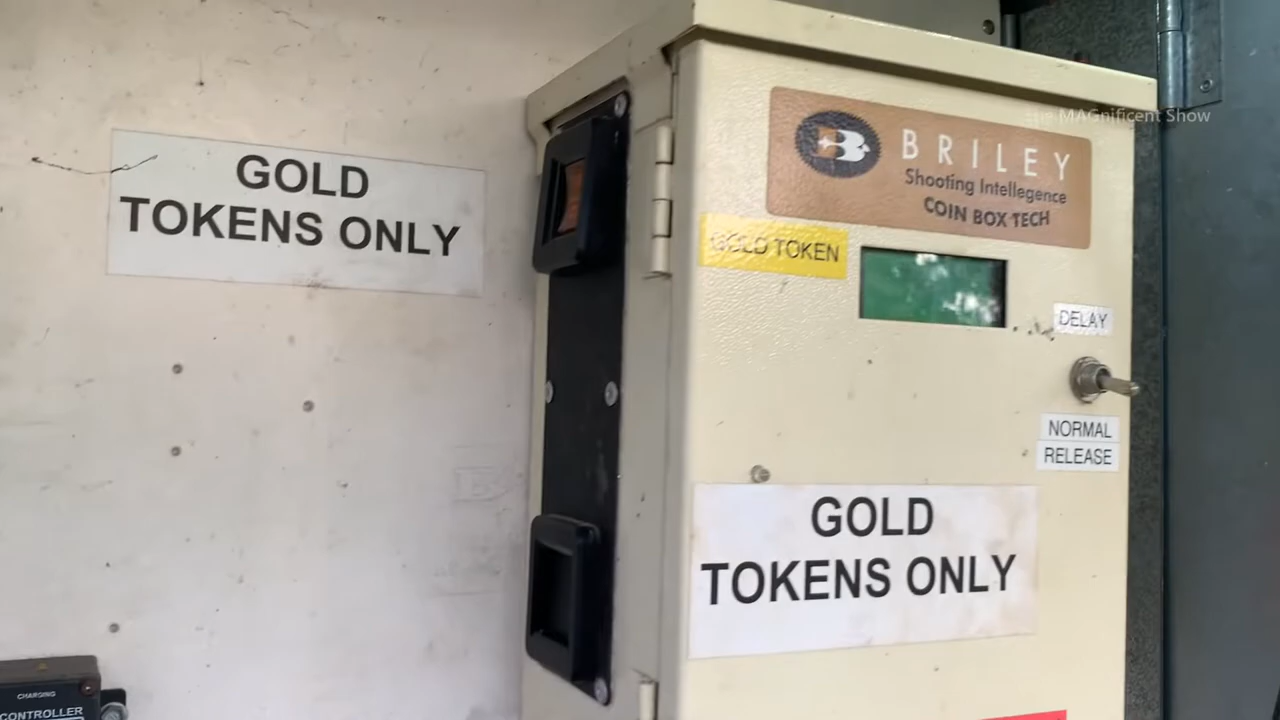 GOLD
TOKENS ONLY
BRILEY
Shooting Intellegence
COIN BOX TECH
GOLD TOKEN
DELAY
NORMAL
RELEASE
GOLD
TOKENS ONLY
CHARGING
CONTROLLER
the MAGnificent Show